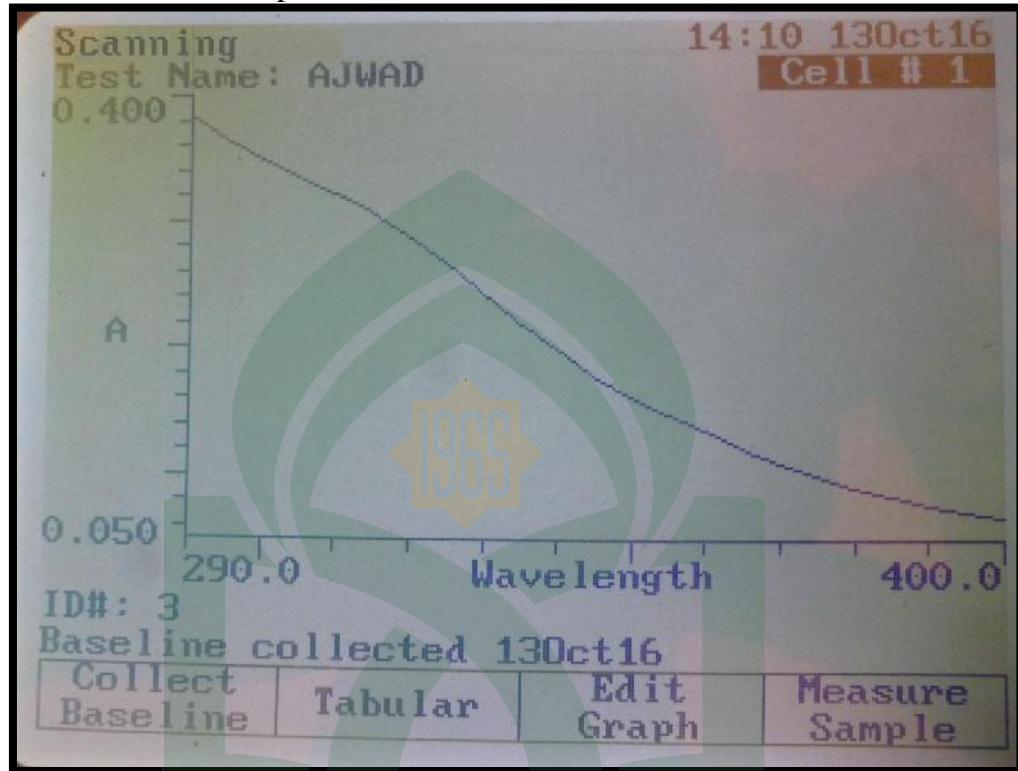 Scanning 14:10 13Oct16
Test Name: AJWAD Cell # 1
0.400
A
0.050
290.0 Wavelength 400.0
ID#: 3
Baseline collected 13Oct16
Collect Baseline Tabular Edit Graph Measure Sample
1965